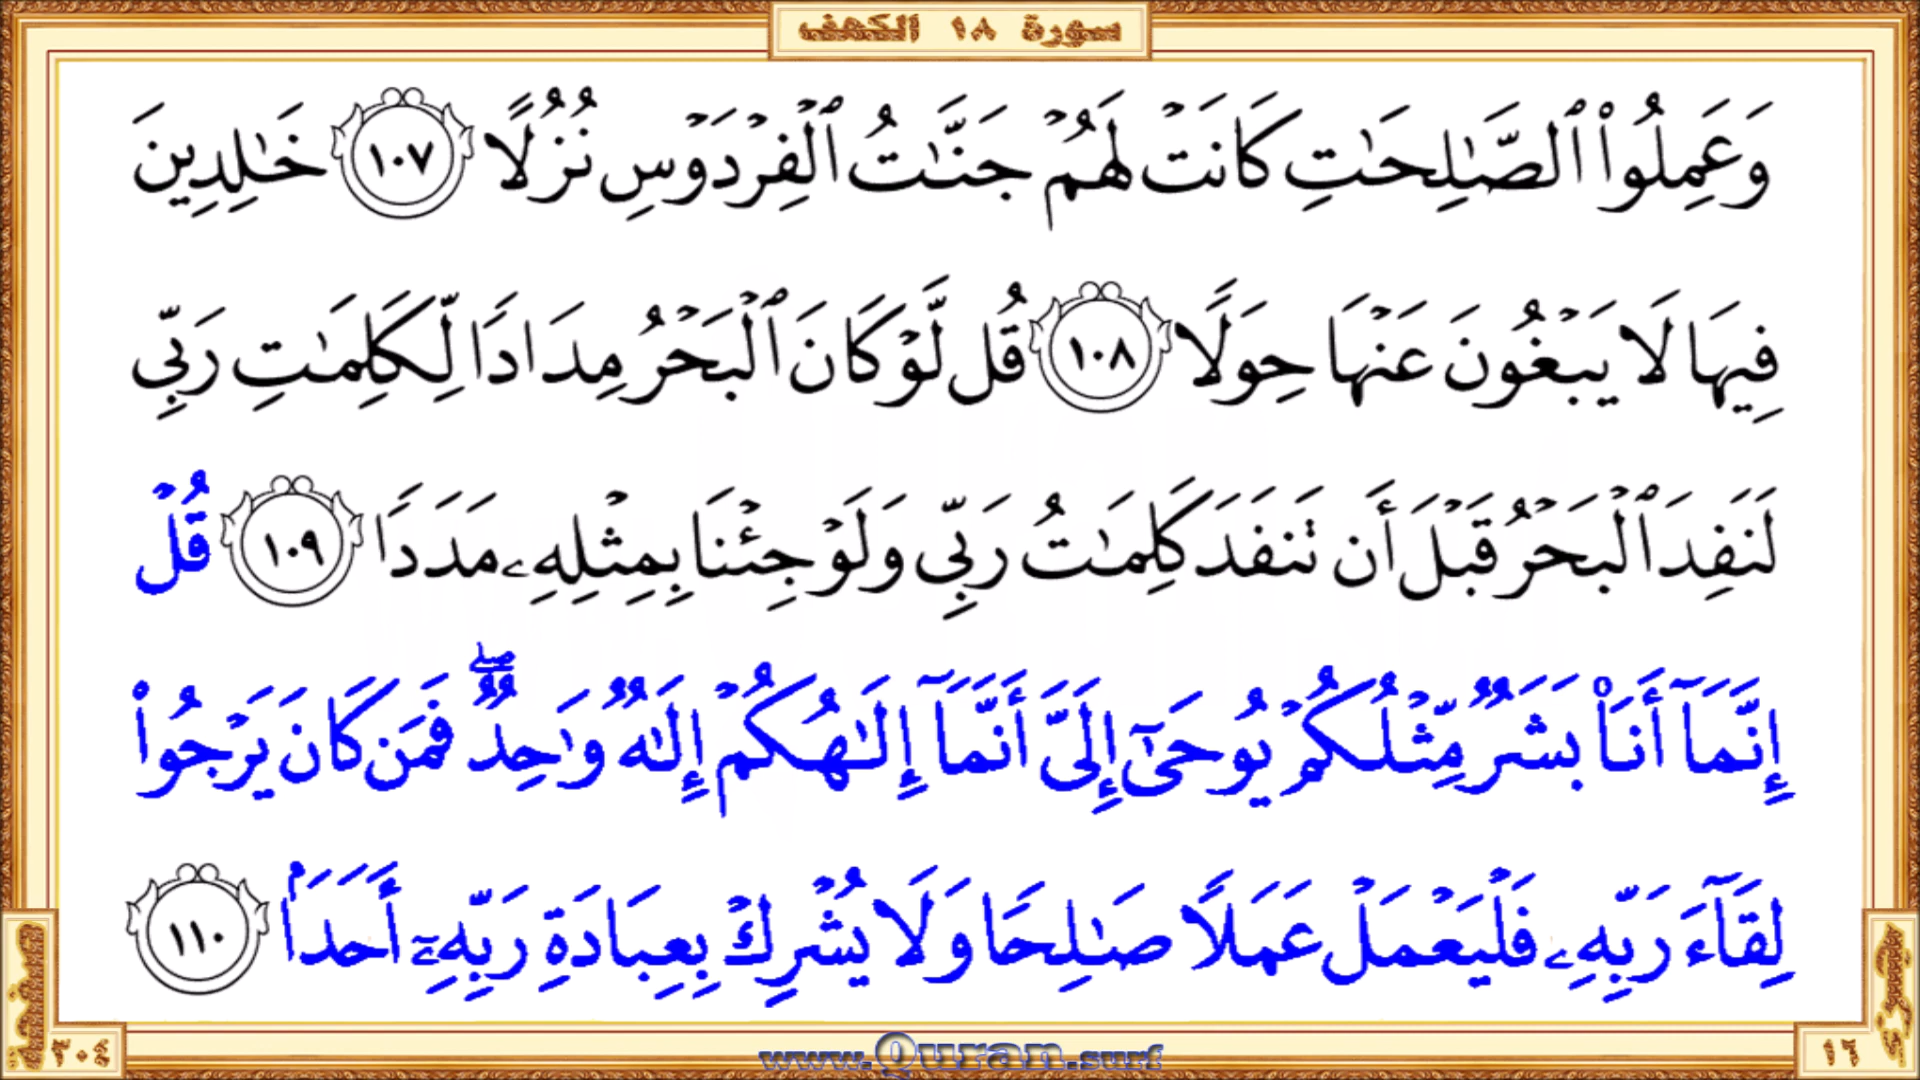 سورة ١٨ الكهف
وَعَمِلُوا۟ ٱلصَّـٰلِحَـٰتِ كَانَتۡ لَهُمۡ جَنَّـٰتُ ٱلۡفِرۡدَوۡسِ نُزُلًا ١٠٧ خَـٰلِدِينَ
فِيهَا لَا يَبۡغُونَ عَنۡهَا حِوَلًا ١٠٨ قُل لَّوۡ كَانَ ٱلۡبَحۡرُ مِدَادًا لِّكَلِمَـٰتِ رَبِّی
لَنَفِدَ ٱلۡبَحۡرُ قَبۡلَ أَن تَنفَدَ كَلِمَـٰتُ رَبِّی وَلَوۡ جِئۡنَا بِمِثۡلِهِۦ مَدَدًا ١٠٩ قُلۡ
إِنَّمَاۤ أَنَا۠ بَشَرٌ مِّثۡلُكُمۡ یُوحَىٰۤ إِلَیَّ أَنَّمَاۤ إِلَـٰهُكُمۡ إِلَـٰهٌ وَٰحِدٌۖ فَمَن كَانَ یَرۡجُوا۟
لِقَاۤءَ رَبِّهِۦ فَلۡیَعۡمَلۡ عَمَلًا صَـٰلِحًا وَلَا یُشۡرِكۡ بِعِبَادَةِ رَبِّهِۦۤ أَحَدَۢا ١١٠
صفحة
٣٠٤
www.Quran.surf
١٦